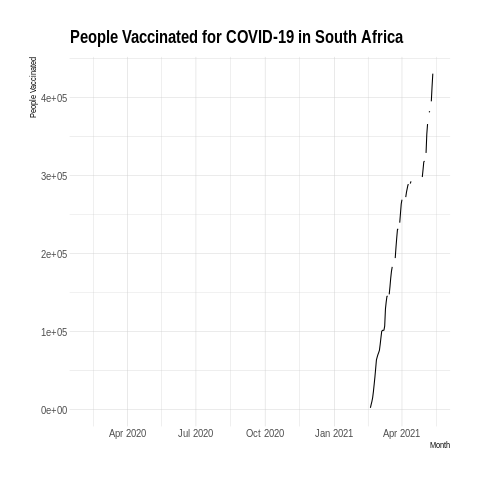 People Vaccinated for COVID-19 in South Africa
People Vaccinated
4e+05
3e+05
2e+05
1e+05
0e+00
Apr 2020 Jul 2020 Oct 2020 Jan 2021 Apr 2021
Month